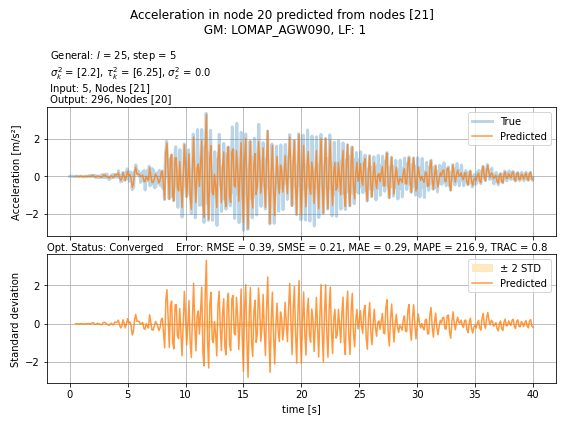 Acceleration in node 20 predicted from nodes [21]
GM: LOMAP_AGW090, LF: 1
General: l = 25, step = 5
σ²ₖ = [2.2], τ²ₖ = [6.25], σ²ε = 0.0
Input: 5, Nodes [21]
Output: 296, Nodes [20]
True
Predicted
Acceleration [m/s²]
2
0
−2
Opt. Status: Converged Error: RMSE = 0.39, SMSE = 0.21, MAE = 0.29, MAPE = 216.9, TRAC = 0.8
± 2 STD
Predicted
Standard deviation
2
0
−2
0 5 10 15 20 25 30 35 40
time [s]